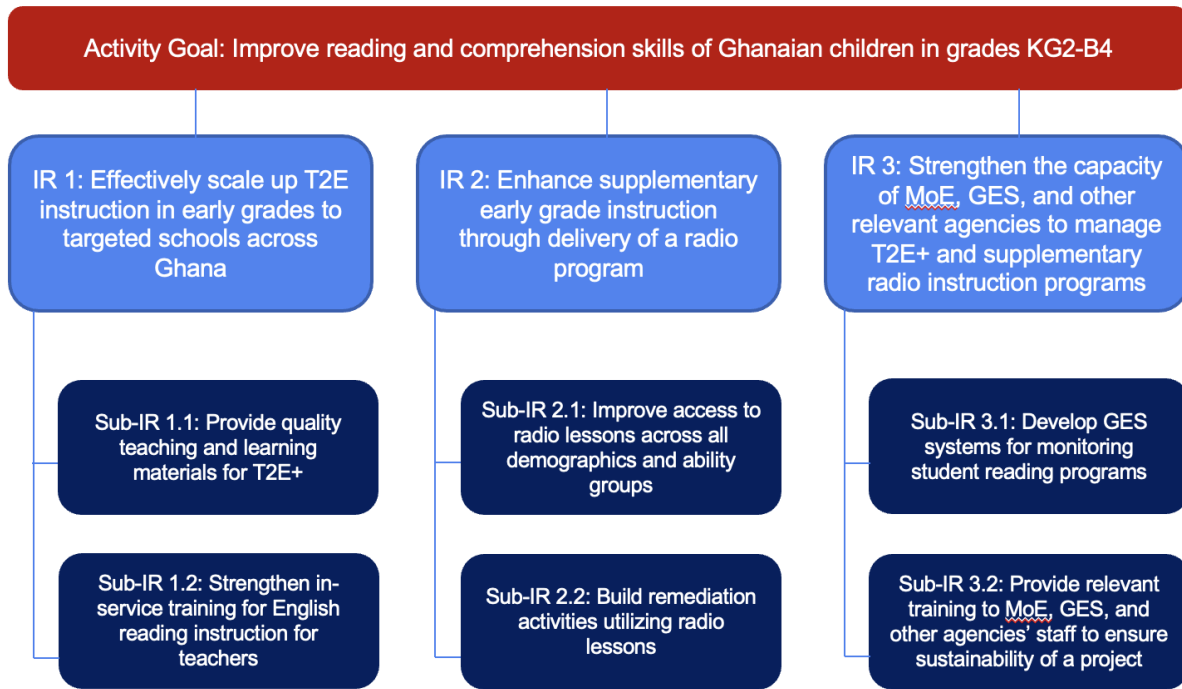 Activity Goal: Improve reading and comprehension skills of Ghanaian children in grades KG2-B4
IR 1: Effectively scale up T2E
instruction in early grades to
targeted schools across
Ghana
IR 2: Enhance supplementary
early grade instruction
through delivery of a radio
program
IR 3: Strengthen the capacity
of MoE, GES, and other
relevant agencies to manage
T2E+ and supplementary
radio instruction programs
Sub-IR 1.1: Provide quality
teaching and learning
materials for T2E+
Sub-IR 2.1: Improve access to
radio lessons across all
demographics and ability
groups
Sub-IR 3.1: Develop GES
systems for monitoring
student reading programs
Sub-IR 1.2: Strengthen in-
service training for English
reading instruction for
teachers
Sub-IR 2.2: Build remediation
activities utilizing radio
lessons
Sub-IR 3.2: Provide relevant
training to MoE, GES, and
other agencies’ staff to ensure
sustainability of a project